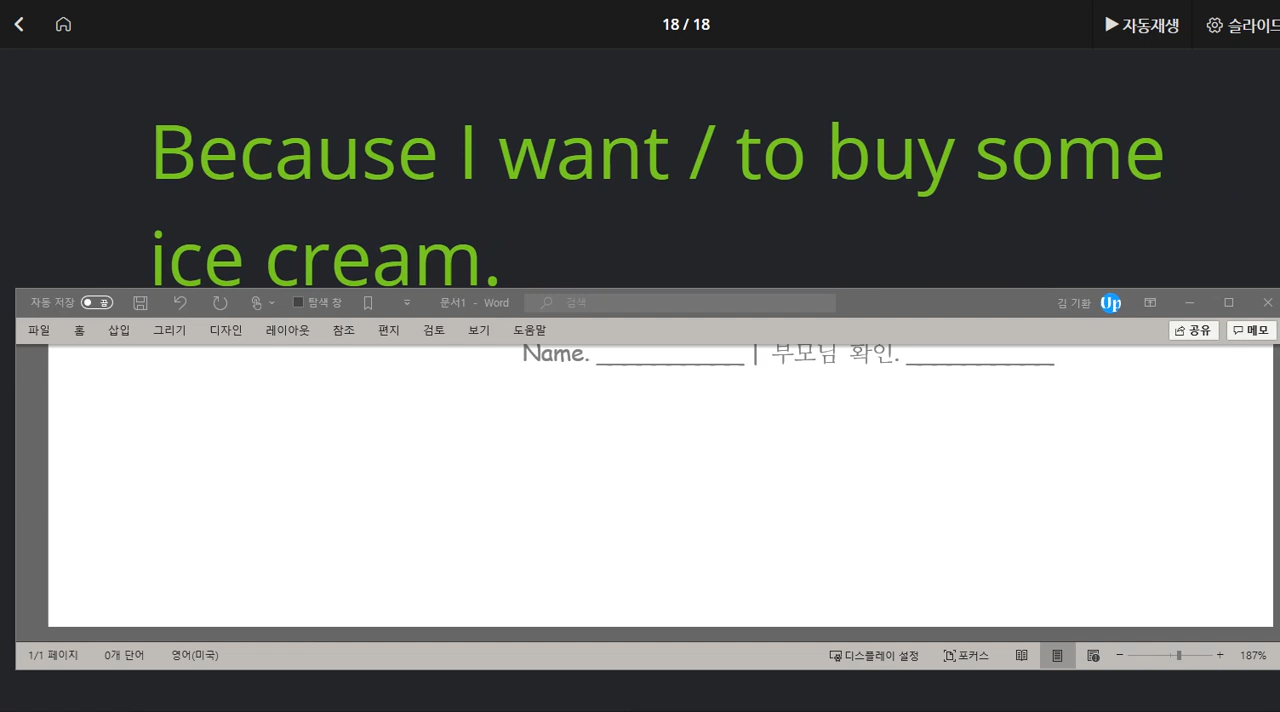 18 / 18
자동재생
슬라이드
Because I want / to buy some
ice cream.
자동 저장 끔
탐색 창
문서1 - Word
검색
김 기환
Up
파일 홈 삽입 그리기 디자인 레이아웃 참조 편지 검토 보기 도움말
공유
메모
Name. ____________ | 부모님 확인. ____________
1/1 페이지 0개 단어 영어(미국)
디스플레이 설정 포커스 187%